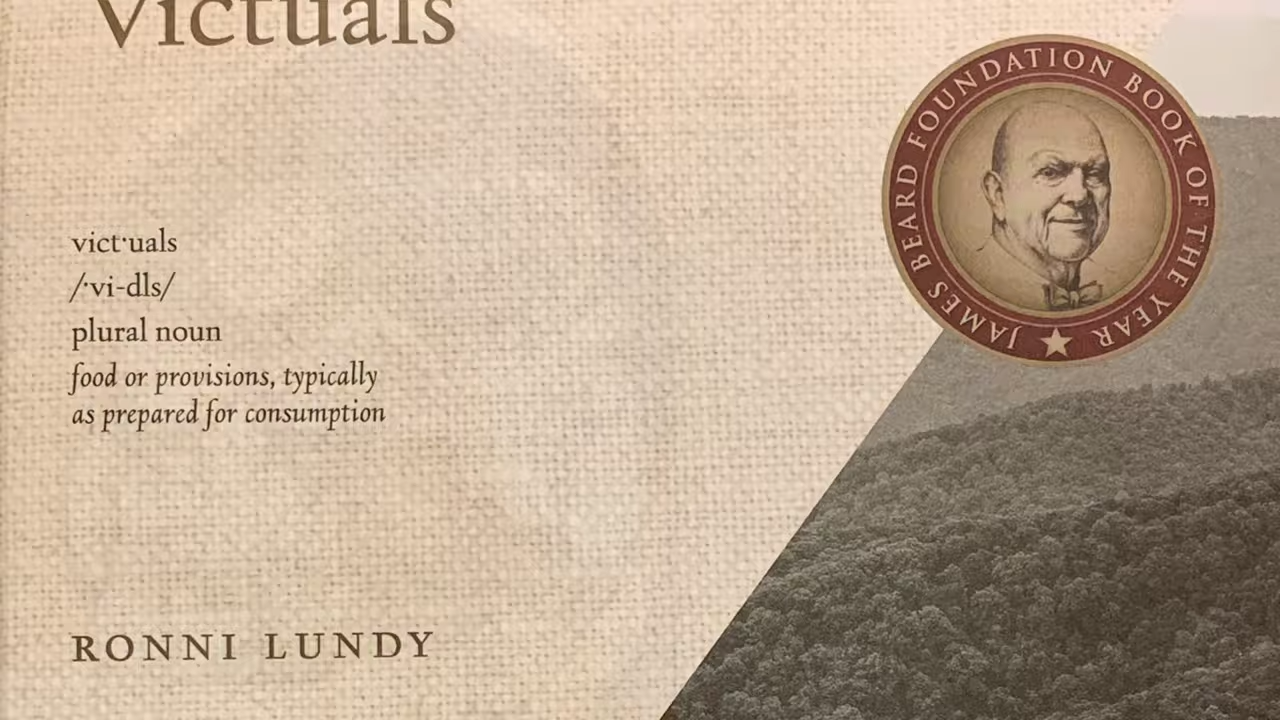 Victuals
vict·uals
/ˈvi-dls/
plural noun
food or provisions, typically
as prepared for consumption
RONNI LUNDY
JAMES BEARD FOUNDATION BOOK OF THE YEAR